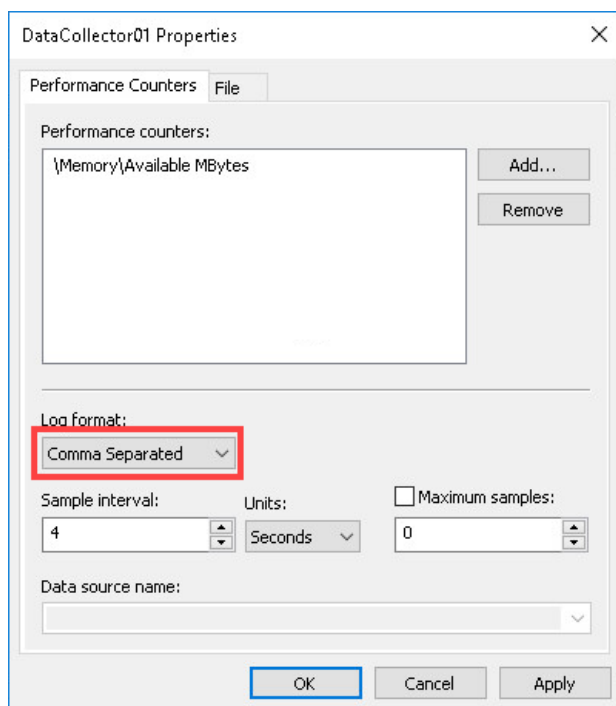 DataCollector01 Properties
Performance Counters File
Performance counters:
\Memory\Available MBytes
Add...
Remove
Log format:
Comma Separated
Sample interval: Units: Maximum samples:
4 Seconds 0
Data source name:
OK Cancel Apply